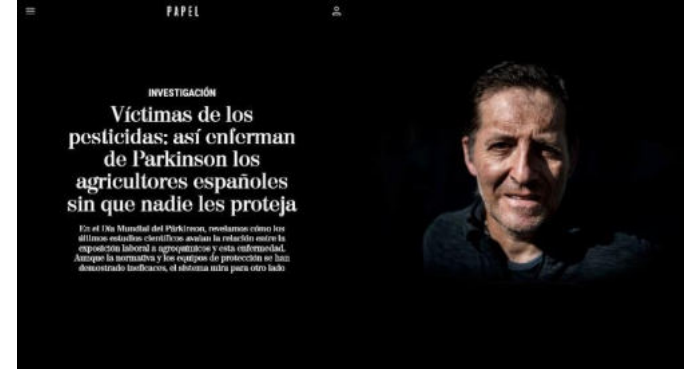 PAPEL
INVESTIGACIÓN
Víctimas de los
pesticidas: así enferman
de Parkinson los
agricultores españoles
sin que nadie les proteja
En el Día Mundial del Párkinson, revelamos cómo los
últimos estudios científicos avalan la relación entre la
exposición laboral a agroquímicos y esta enfermedad.
Aunque la normativa y los equipos de protección se han
demostrado ineficaces, el sistema mira para otro lado